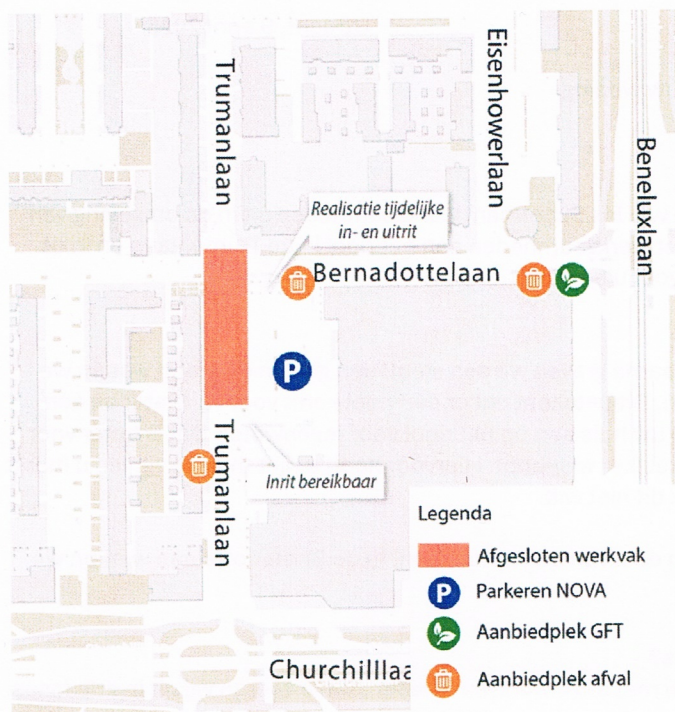 Trumanlaan
Eisenhowerlaan
Beneluxlaan
Realisatie tijdelijke
in- en uitrit
Bernadottelaan
P
Trumanlaan
Inrit bereikbaar
Legenda
Afgesloten werkvak
P Parkeren NOVA
Aanbiedplek GFT
Aanbiedplek afval
Churchilllaa